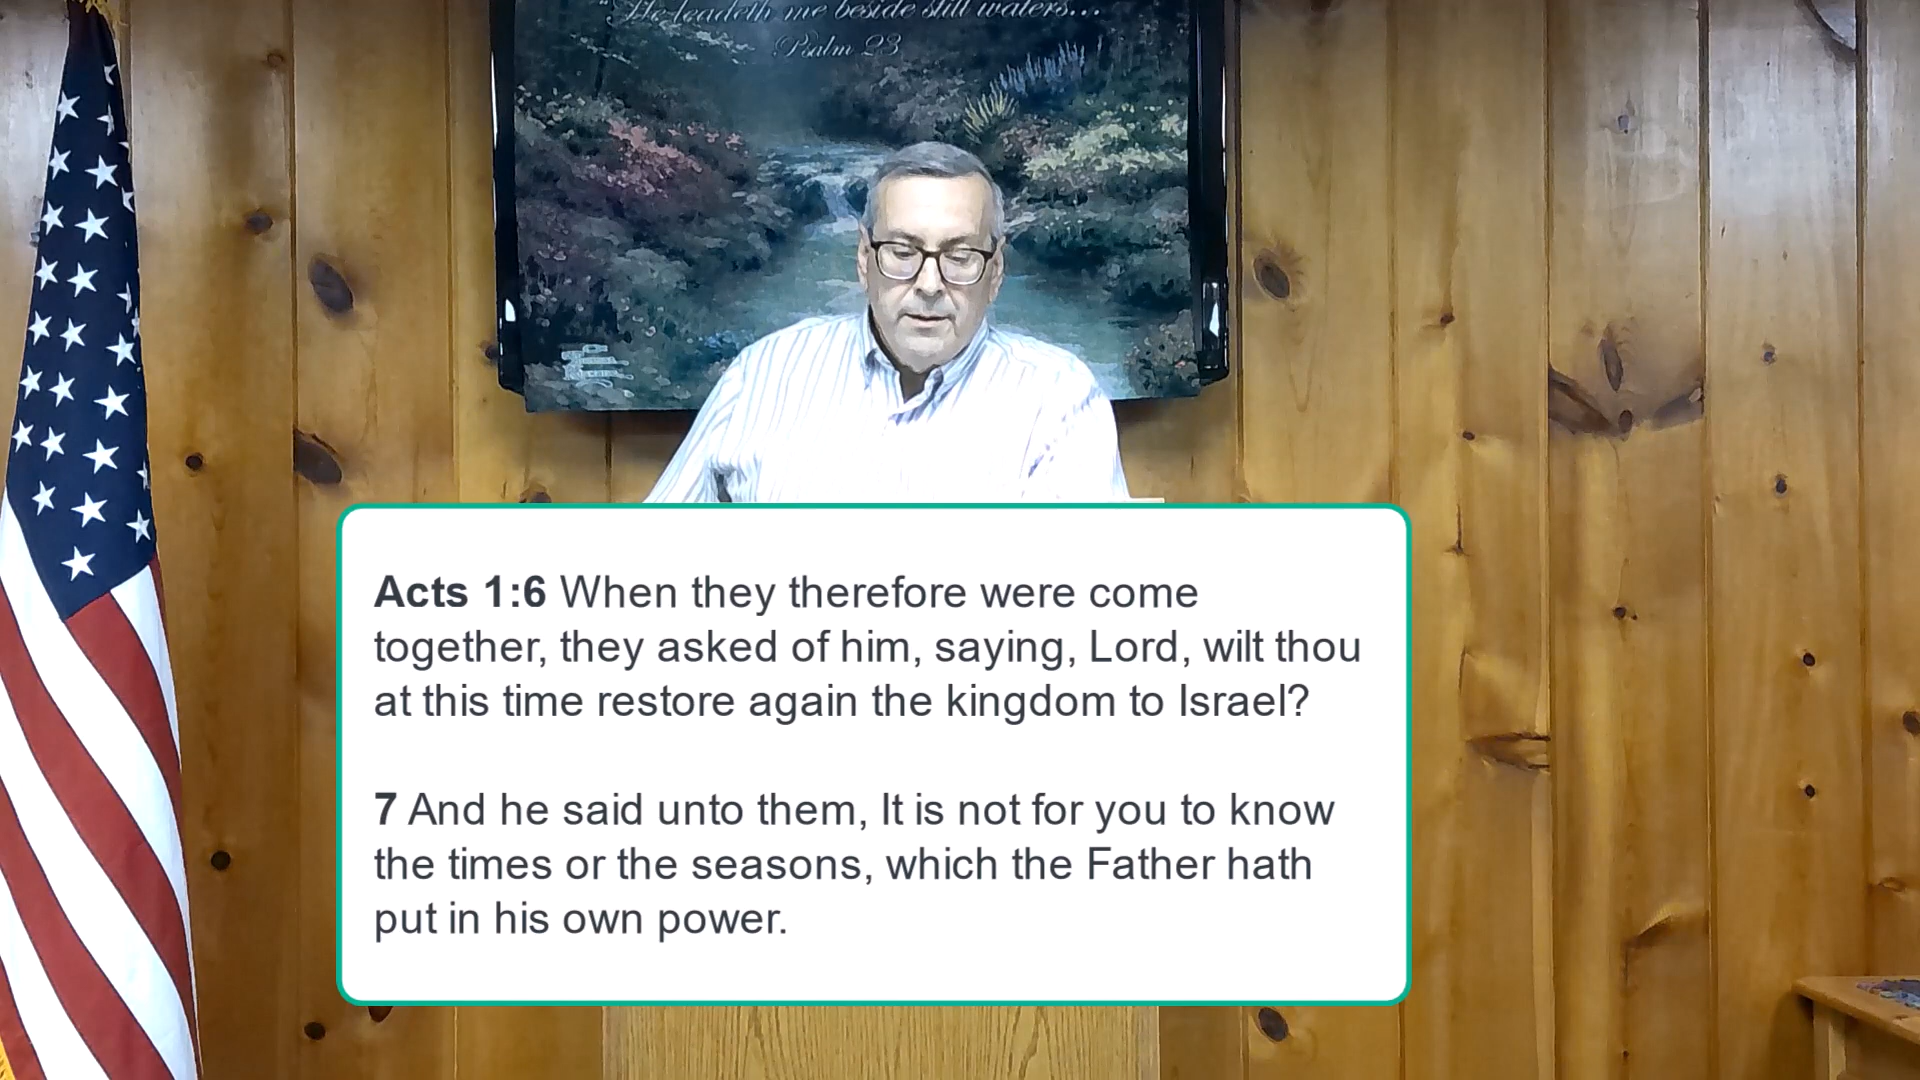 "He leadeth me beside still waters...
Psalm 23
Acts 1:6 When they therefore were come
together, they asked of him, saying, Lord, wilt thou
at this time restore again the kingdom to Israel?
7 And he said unto them, It is not for you to know
the times or the seasons, which the Father hath
put in his own power.